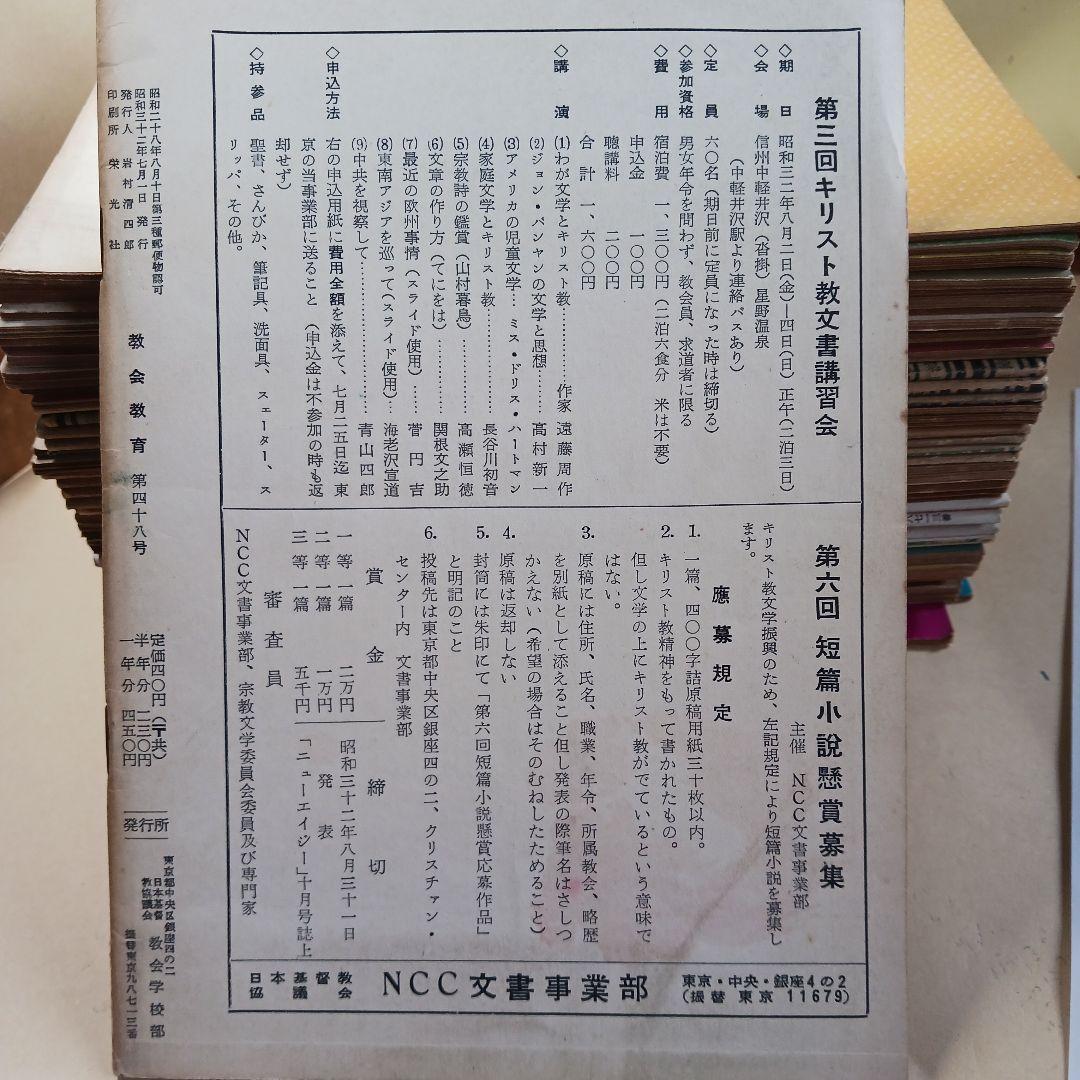 第三回キリスト教文書講習会
◇期日 昭和三二年八月二日(金)―四日(日) 正午(二泊三日)
◇会場 信州中軽井沢(沓掛)星野温泉
(中軽井沢駅より連絡バスあり)
◇定員 六〇名(期日前に定員になった時は締切る)
◇参加資格 男女年令を問わず、教会員、求道者に限る
◇費用 宿泊費 一、三〇〇円(二泊六食分 米は不要)
申込金 一〇〇円
聴講料 二〇〇円
合計 一、六〇〇円
◇講演 (1)わが文学とキリスト教…………作家 遠藤周作
(2)ジョン・バンヤンの文学と思想………高村新一
(3)アメリカの児童文学…ミス・ドリス・ハートマン
(4)家庭文学とキリスト教……………長谷川初音
(5)宗教詩の鑑賞(山村暮鳥)………高瀬恒徳
(6)文章の作り方(てにをは)…………関根文之助
(7)最近の欧州事情(スライド使用)……菅円吉
(8)東南アジアを巡って(スライド使用)…海老沢宣道
(9)中共を視察して……………………青山四郎
◇申込方法 右の申込用紙に費用全額を添えて、七月二五日迄 東
京の当事業部に送ること (申込金は不参加の時も返
却せず)
◇持参品 聖書、さんびか、筆記具、洗面具、スェーター、ス
リッパ、その他。
第六回 短篇小説懸賞募集
主催 NCC文書事業部
キリスト教文学振興のため、左記規定により短篇小説を募集し
ます。
應募規定
1. 一篇、四〇〇字詰原稿用紙三十枚以内。
2. キリスト教精神をもって書かれたもの。
但し文学の上にキリスト教がでているという意味で
はない。
3. 原稿には住所、氏名、職業、年令、所属教会、略歴
を別紙として添えること但し発表の際筆名はさしつ
かえない(希望の場合はそのむねしたためること)
4. 原稿は返却しない
5. 封筒には朱印にて「第六回短篇小説懸賞応募作品」
と明記のこと
6. 投稿先は東京都中央区銀座四の二、クリスチャン・
センター内 文書事業部
賞金
一等一篇 二万円
二等一篇 一万円
三等一篇 五千円
締切
昭和三十二年八月三十一日
発表
「ニューエイジー」十月号誌上
審査員
NCC文書事業部、宗教文学委員会委員及び専門家
日本基督教協議会 NCC文書事業部 東京・中央・銀座4の2
(振替 東京 11679)
昭和二十八年八月十日第三種郵便物認可
昭和三十二年七月一日 発行
発行人 岩村清四郎
印刷所 栄光社
教会教育 第四十八号
定価四〇円(〒共)
半年分 二三〇円
一年分 四五〇円
発行所
東京都中央区銀座四の二
日本基督教協議会 教会学校部
振替東京九八七一三番